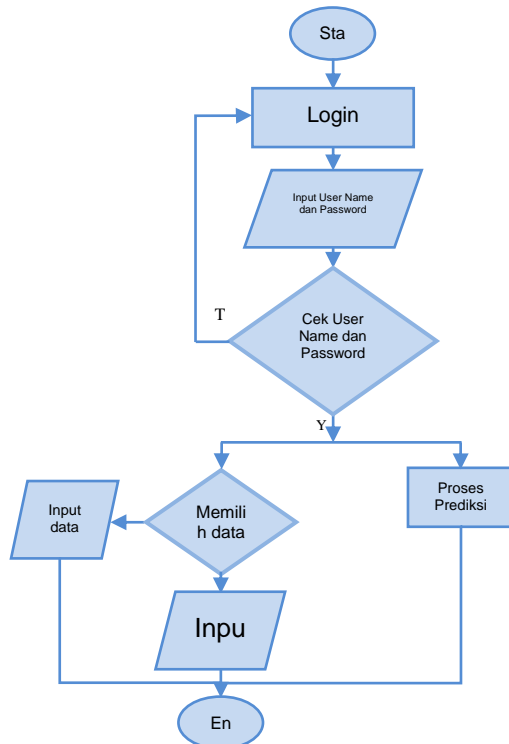 Sta
Login
Input User Name
dan Password
T
Cek User
Name dan
Password
Y
Input
data
Memili
h data
Proses
Prediksi
Inpu
En